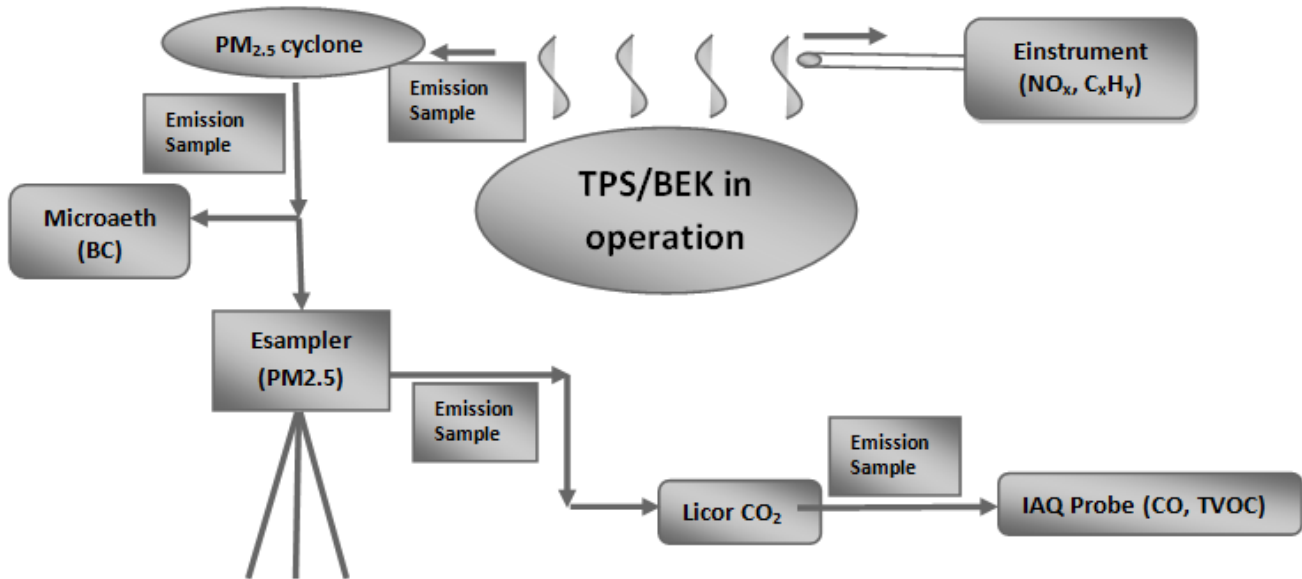 PM₂.₅ cyclone
Emission
Sample
Einstrument
(NOₓ, CₓHᵧ)
Emission
Sample
TPS/BEK in
operation
Microaeth
(BC)
Esampler
(PM2.5)
Emission
Sample
Emission
Sample
Licor CO₂
IAQ Probe (CO, TVOC)